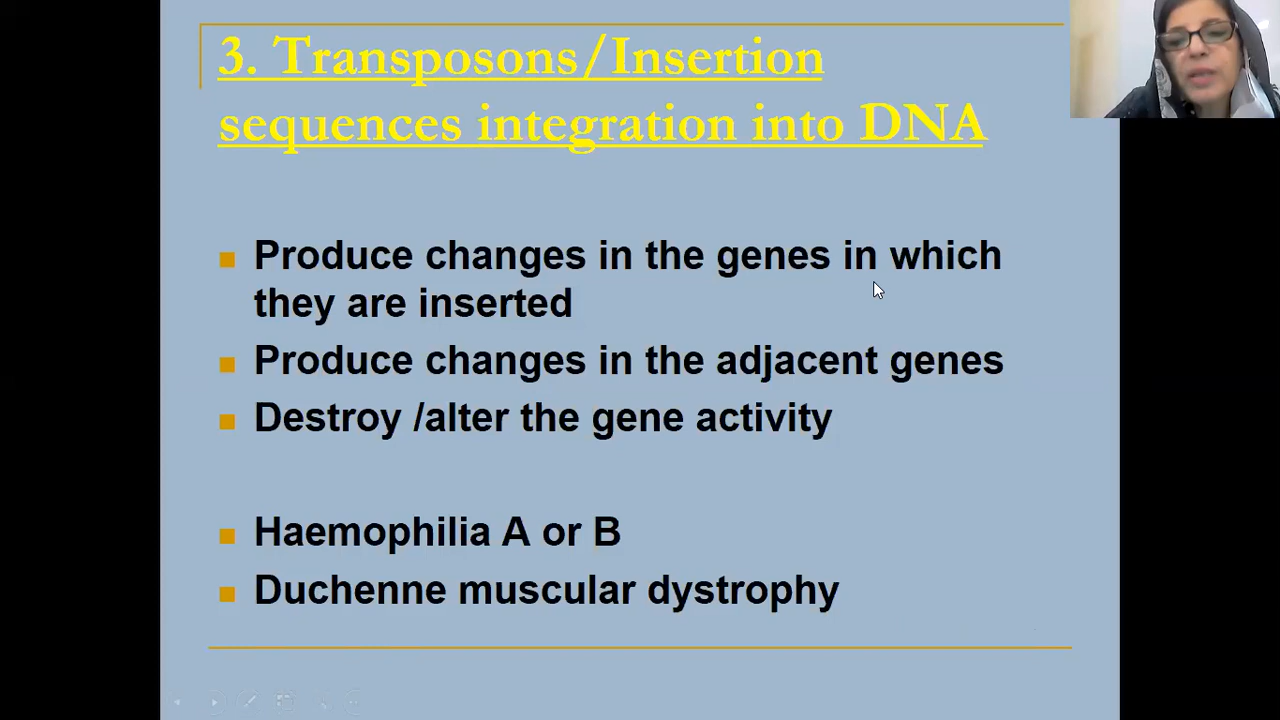 3. Transposons/Insertion
sequences integration into DNA
Produce changes in the genes in which
they are inserted
Produce changes in the adjacent genes
Destroy /alter the gene activity
Haemophilia A or B
Duchenne muscular dystrophy